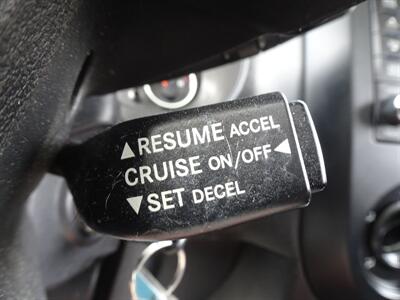 ▲RESUME ACCEL
CRUISE ON/OFF◄
▼SET DECEL